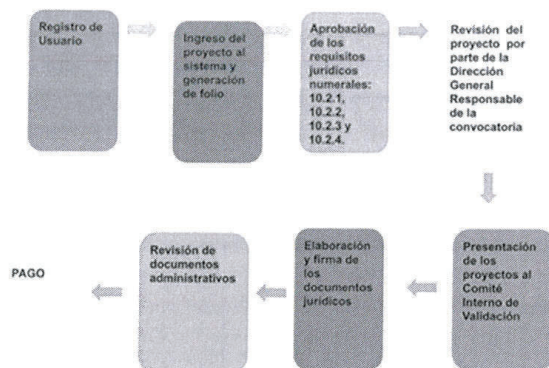 Registro de
Usuario
Ingreso del
proyecto al
sistema y
generación
de folio
Aprobación
de los
requisitos
jurídicos
numerales:
10.2.1,
10.2.2,
10.2.3 y
10.2.4.
Revisión del
proyecto por
parte de la
Dirección
General
Responsable
de la
convocatoria
Presentación
de los
proyectos al
Comité
Interno de
Validación
Elaboración
y firma de
los
documentos
jurídicos
Revisión de
documentos
administrativos
PAGO